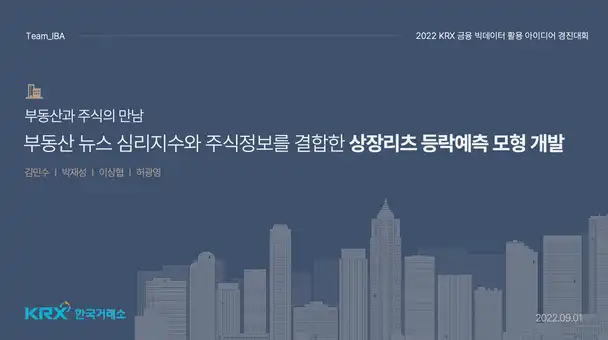 Team_IBA
2022 KRX 금융 빅데이터 활용 아이디어 경진대회
부동산과 주식의 만남
부동산 뉴스 심리지수와 주식정보를 결합한 상장리츠 등락예측 모형 개발
김민수 | 박재성 | 이상협 | 허광영
KRX 한국거래소
2022.09.01